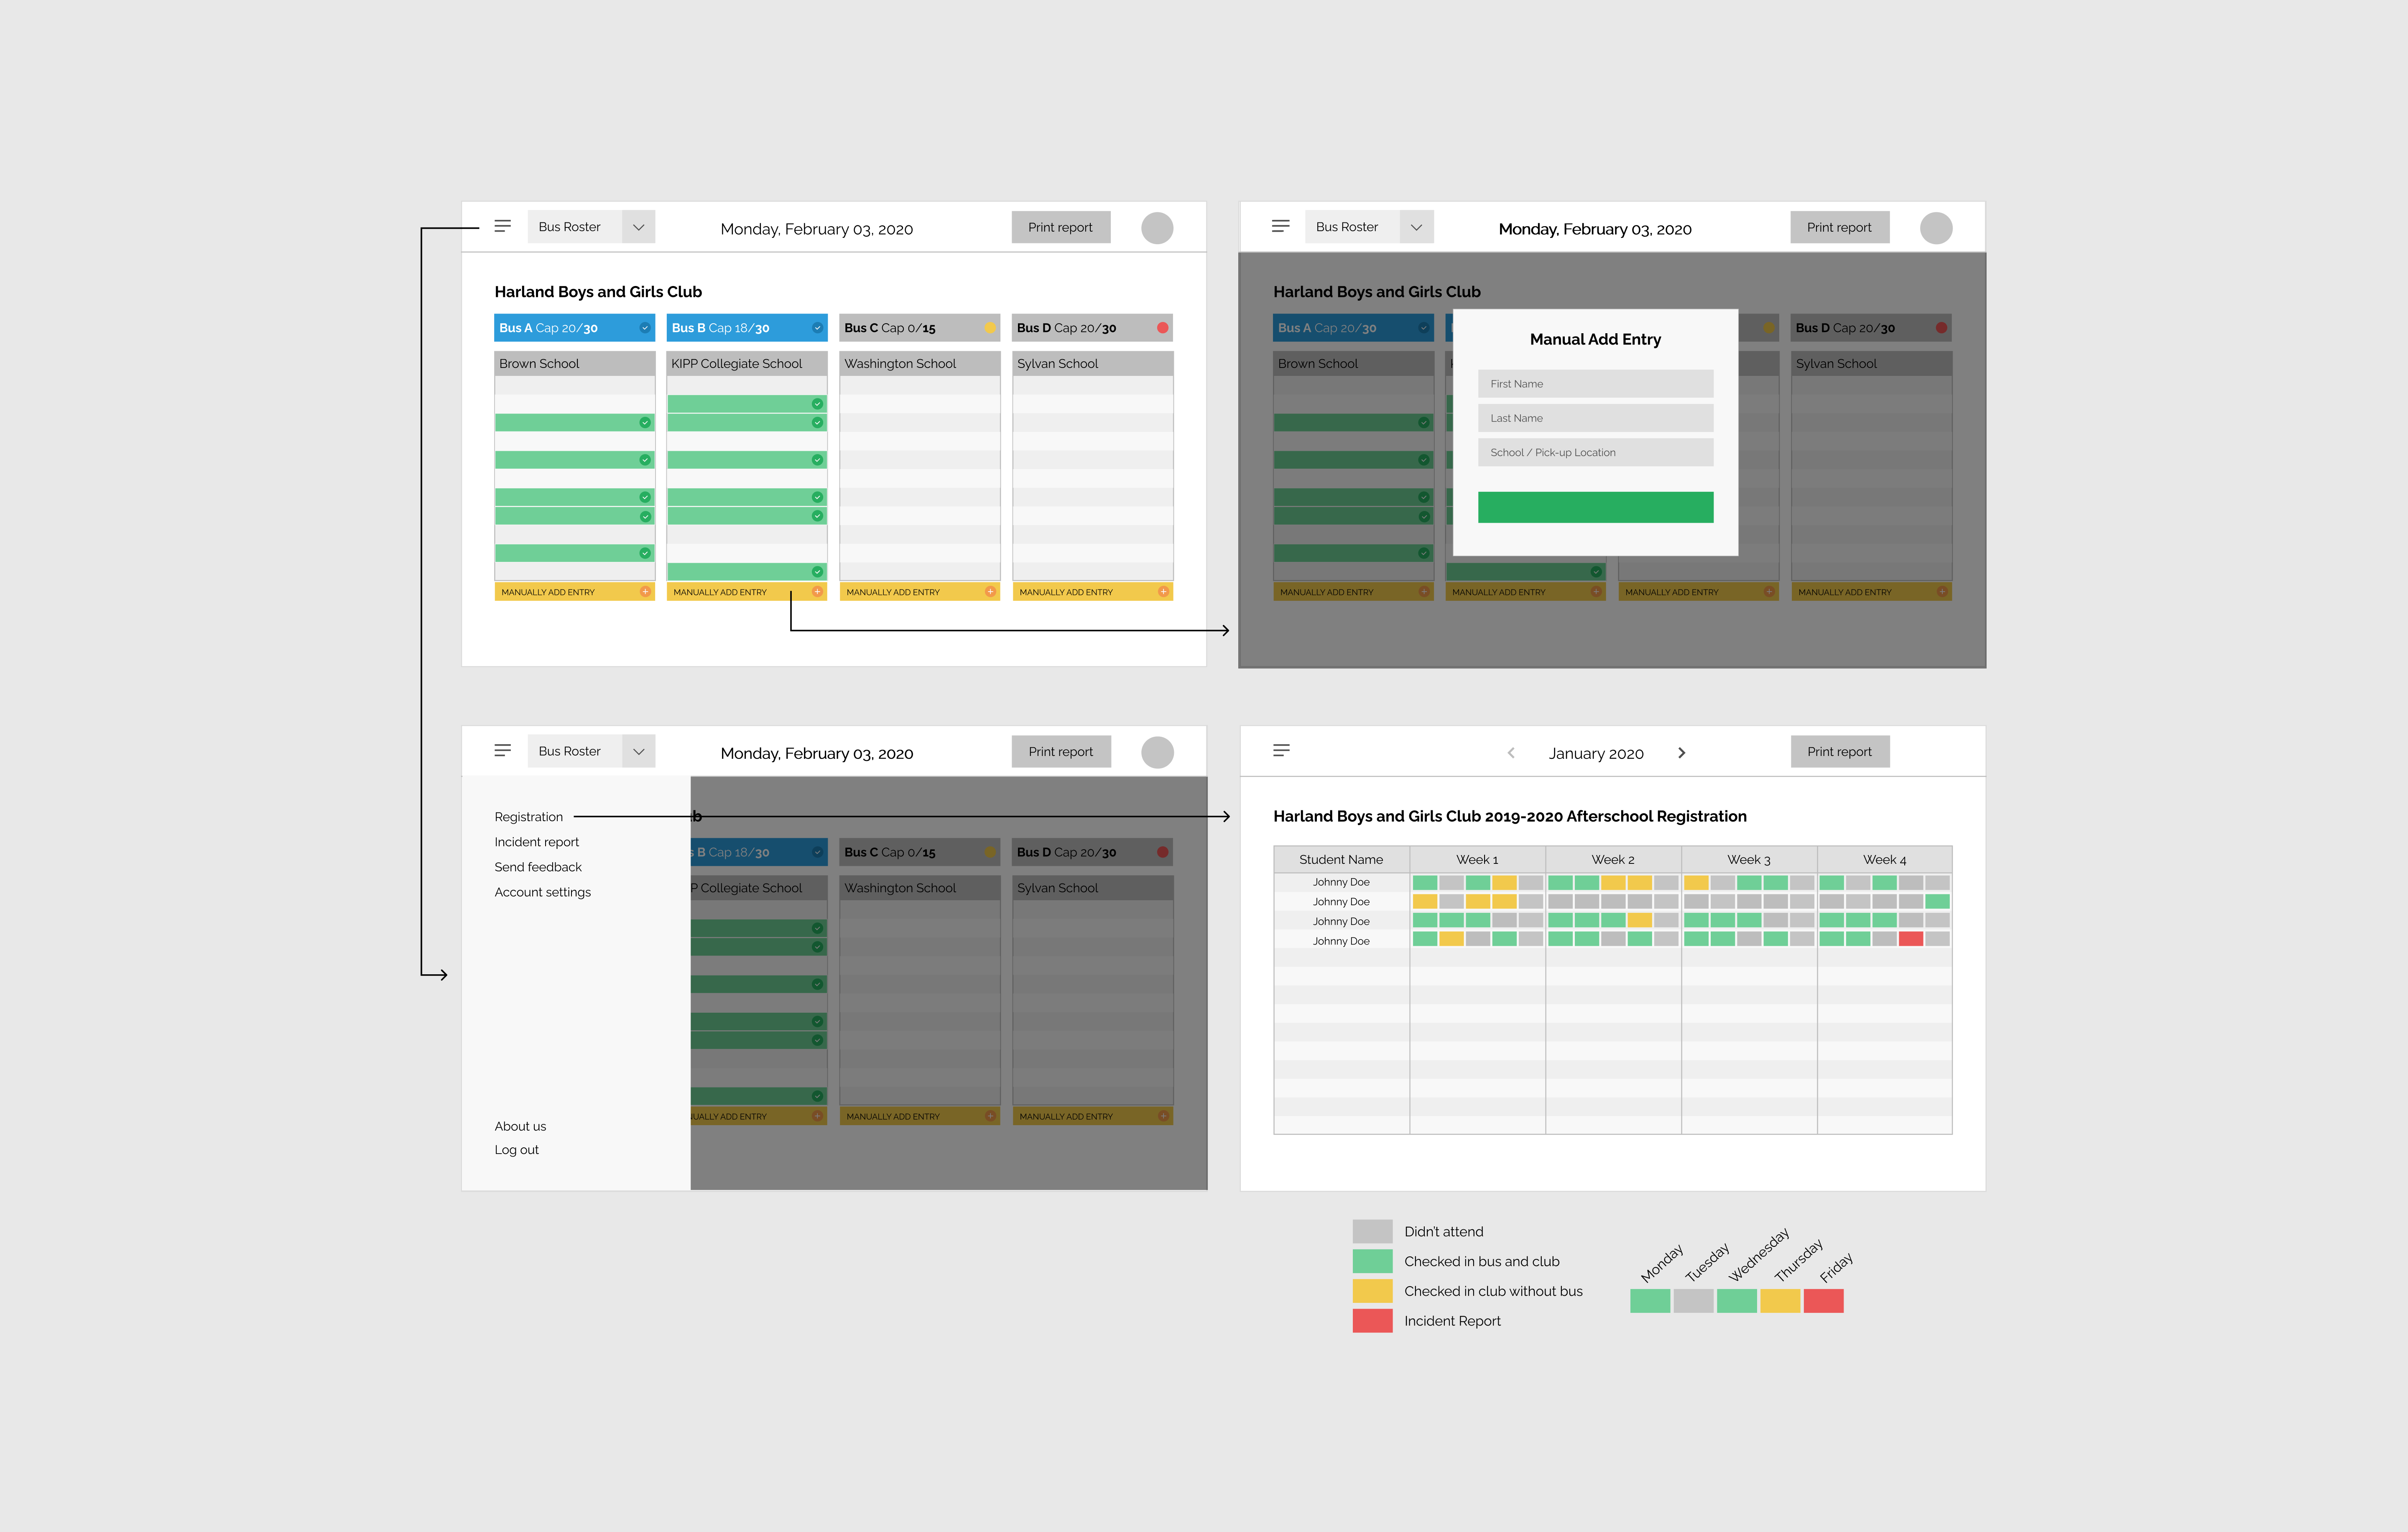 Bus Roster
Monday, February 03, 2020
Print report
Harland Boys and Girls Club
Bus A Cap 20/30
Bus B Cap 18/30
Bus C Cap 0/15
Bus D Cap 20/30
Brown School
KIPP Collegiate School
Washington School
Sylvan School
MANUALLY ADD ENTRY
MANUALLY ADD ENTRY
MANUALLY ADD ENTRY
MANUALLY ADD ENTRY
Bus Roster
Monday, February 03, 2020
Print report
Harland Boys and Girls Club
Bus A Cap 20/30
Bus D Cap 20/30
Brown School
Sylvan School
Manual Add Entry
First Name
Last Name
School / Pick-up Location
MANUALLY ADD ENTRY
MANUALLY ADD ENTRY
MANUALLY ADD ENTRY
MANUALLY ADD ENTRY
Bus Roster
Monday, February 03, 2020
Print report
Registration
Incident report
Send feedback
Account settings
About us
Log out
b
s B Cap 18/30
Bus C Cap 0/15
Bus D Cap 20/30
P Collegiate School
Washington School
Sylvan School
UALLY ADD ENTRY
MANUALLY ADD ENTRY
MANUALLY ADD ENTRY
January 2020
Print report
Harland Boys and Girls Club 2019-2020 Afterschool Registration
Student Name
Week 1
Week 2
Week 3
Week 4
Johnny Doe
Johnny Doe
Johnny Doe
Johnny Doe
Didn't attend
Checked in bus and club
Checked in club without bus
Incident Report
Monday
Tuesday
Wednesday
Thursday
Friday